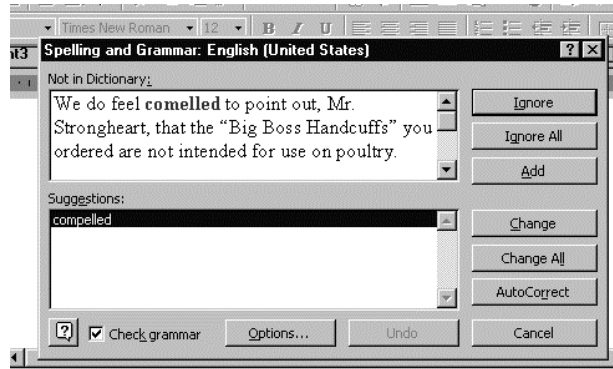 Times New Roman 12 B I U
nt3 Spelling and Grammar: English (United States) ? X
Not in Dictionary:
We do feel comelled to point out, Mr.
Strongheart, that the “Big Boss Handcuffs” you
ordered are not intended for use on poultry.
Ignore
Ignore All
Add
Suggestions:
compelled
Change
Change All
AutoCorrect
? Check grammar Options... Undo Cancel